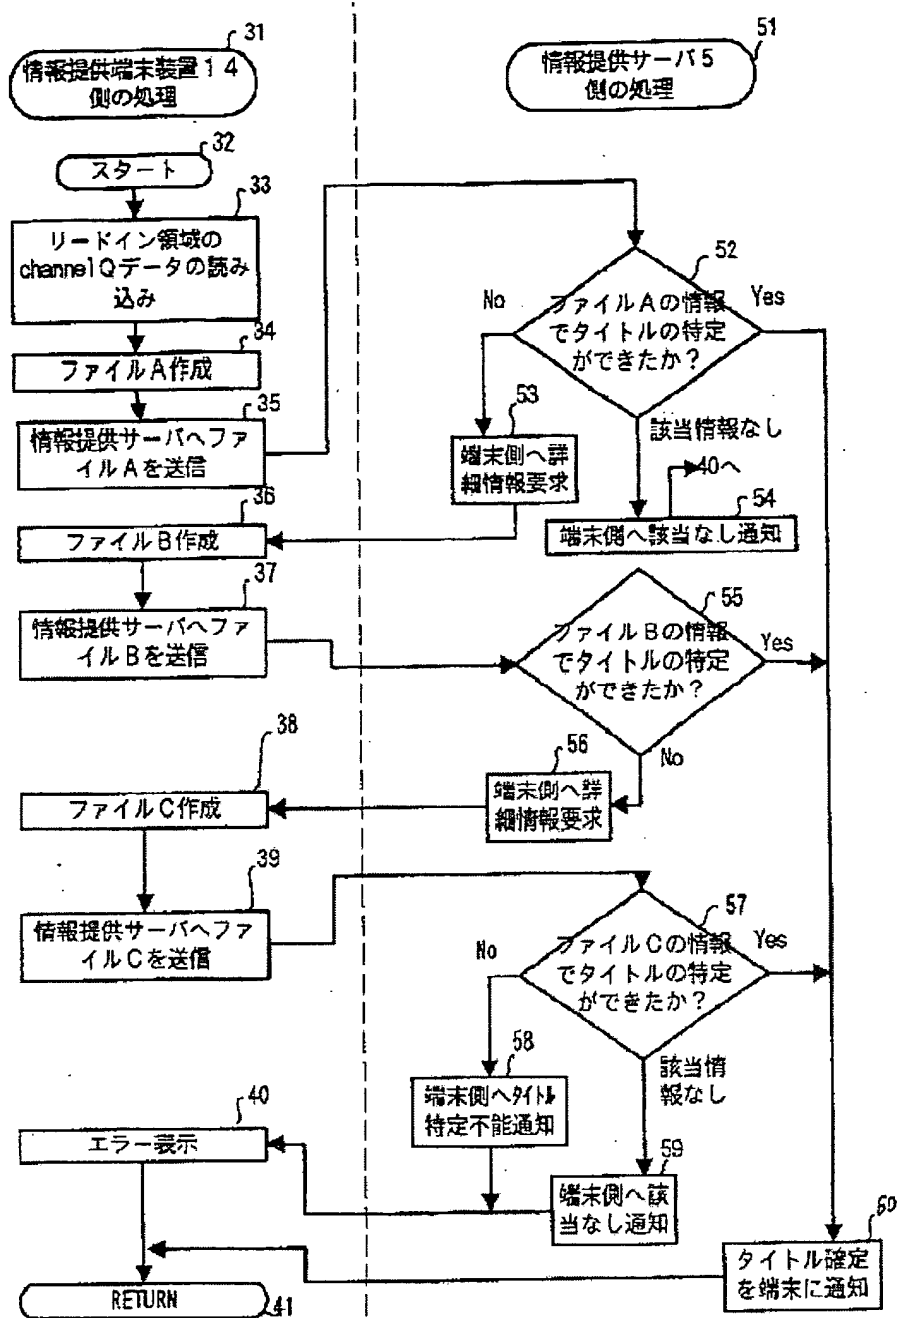 31
情報提供端末装置14
側の処理
32
スタート
33
リードイン領域の
channelQデータの読み
込み
34
ファイルA作成
35
情報提供サーバへファ
イルAを送信
36
ファイルB作成
37
情報提供サーバへファ
イルBを送信
38
ファイルC作成
39
情報提供サーバへファ
イルCを送信
40
エラー表示
RETURN
41
51
情報提供サーバ5
側の処理
52
ファイルAの情報
でタイトルの特定
ができたか?
No
Yes
該当情報なし
53
端末側へ詳
細情報要求
40へ
54
端末側へ該当なし通知
55
ファイルBの情報
でタイトルの特定
ができたか?
Yes
No
56
端末側へ詳
細情報要求
57
ファイルCの情報
でタイトルの特定
ができたか?
No
Yes
該当情
報なし
58
端末側へタイトル
特定不能通知
59
端末側へ該
当なし通知
60
タイトル確定
を端末に通知